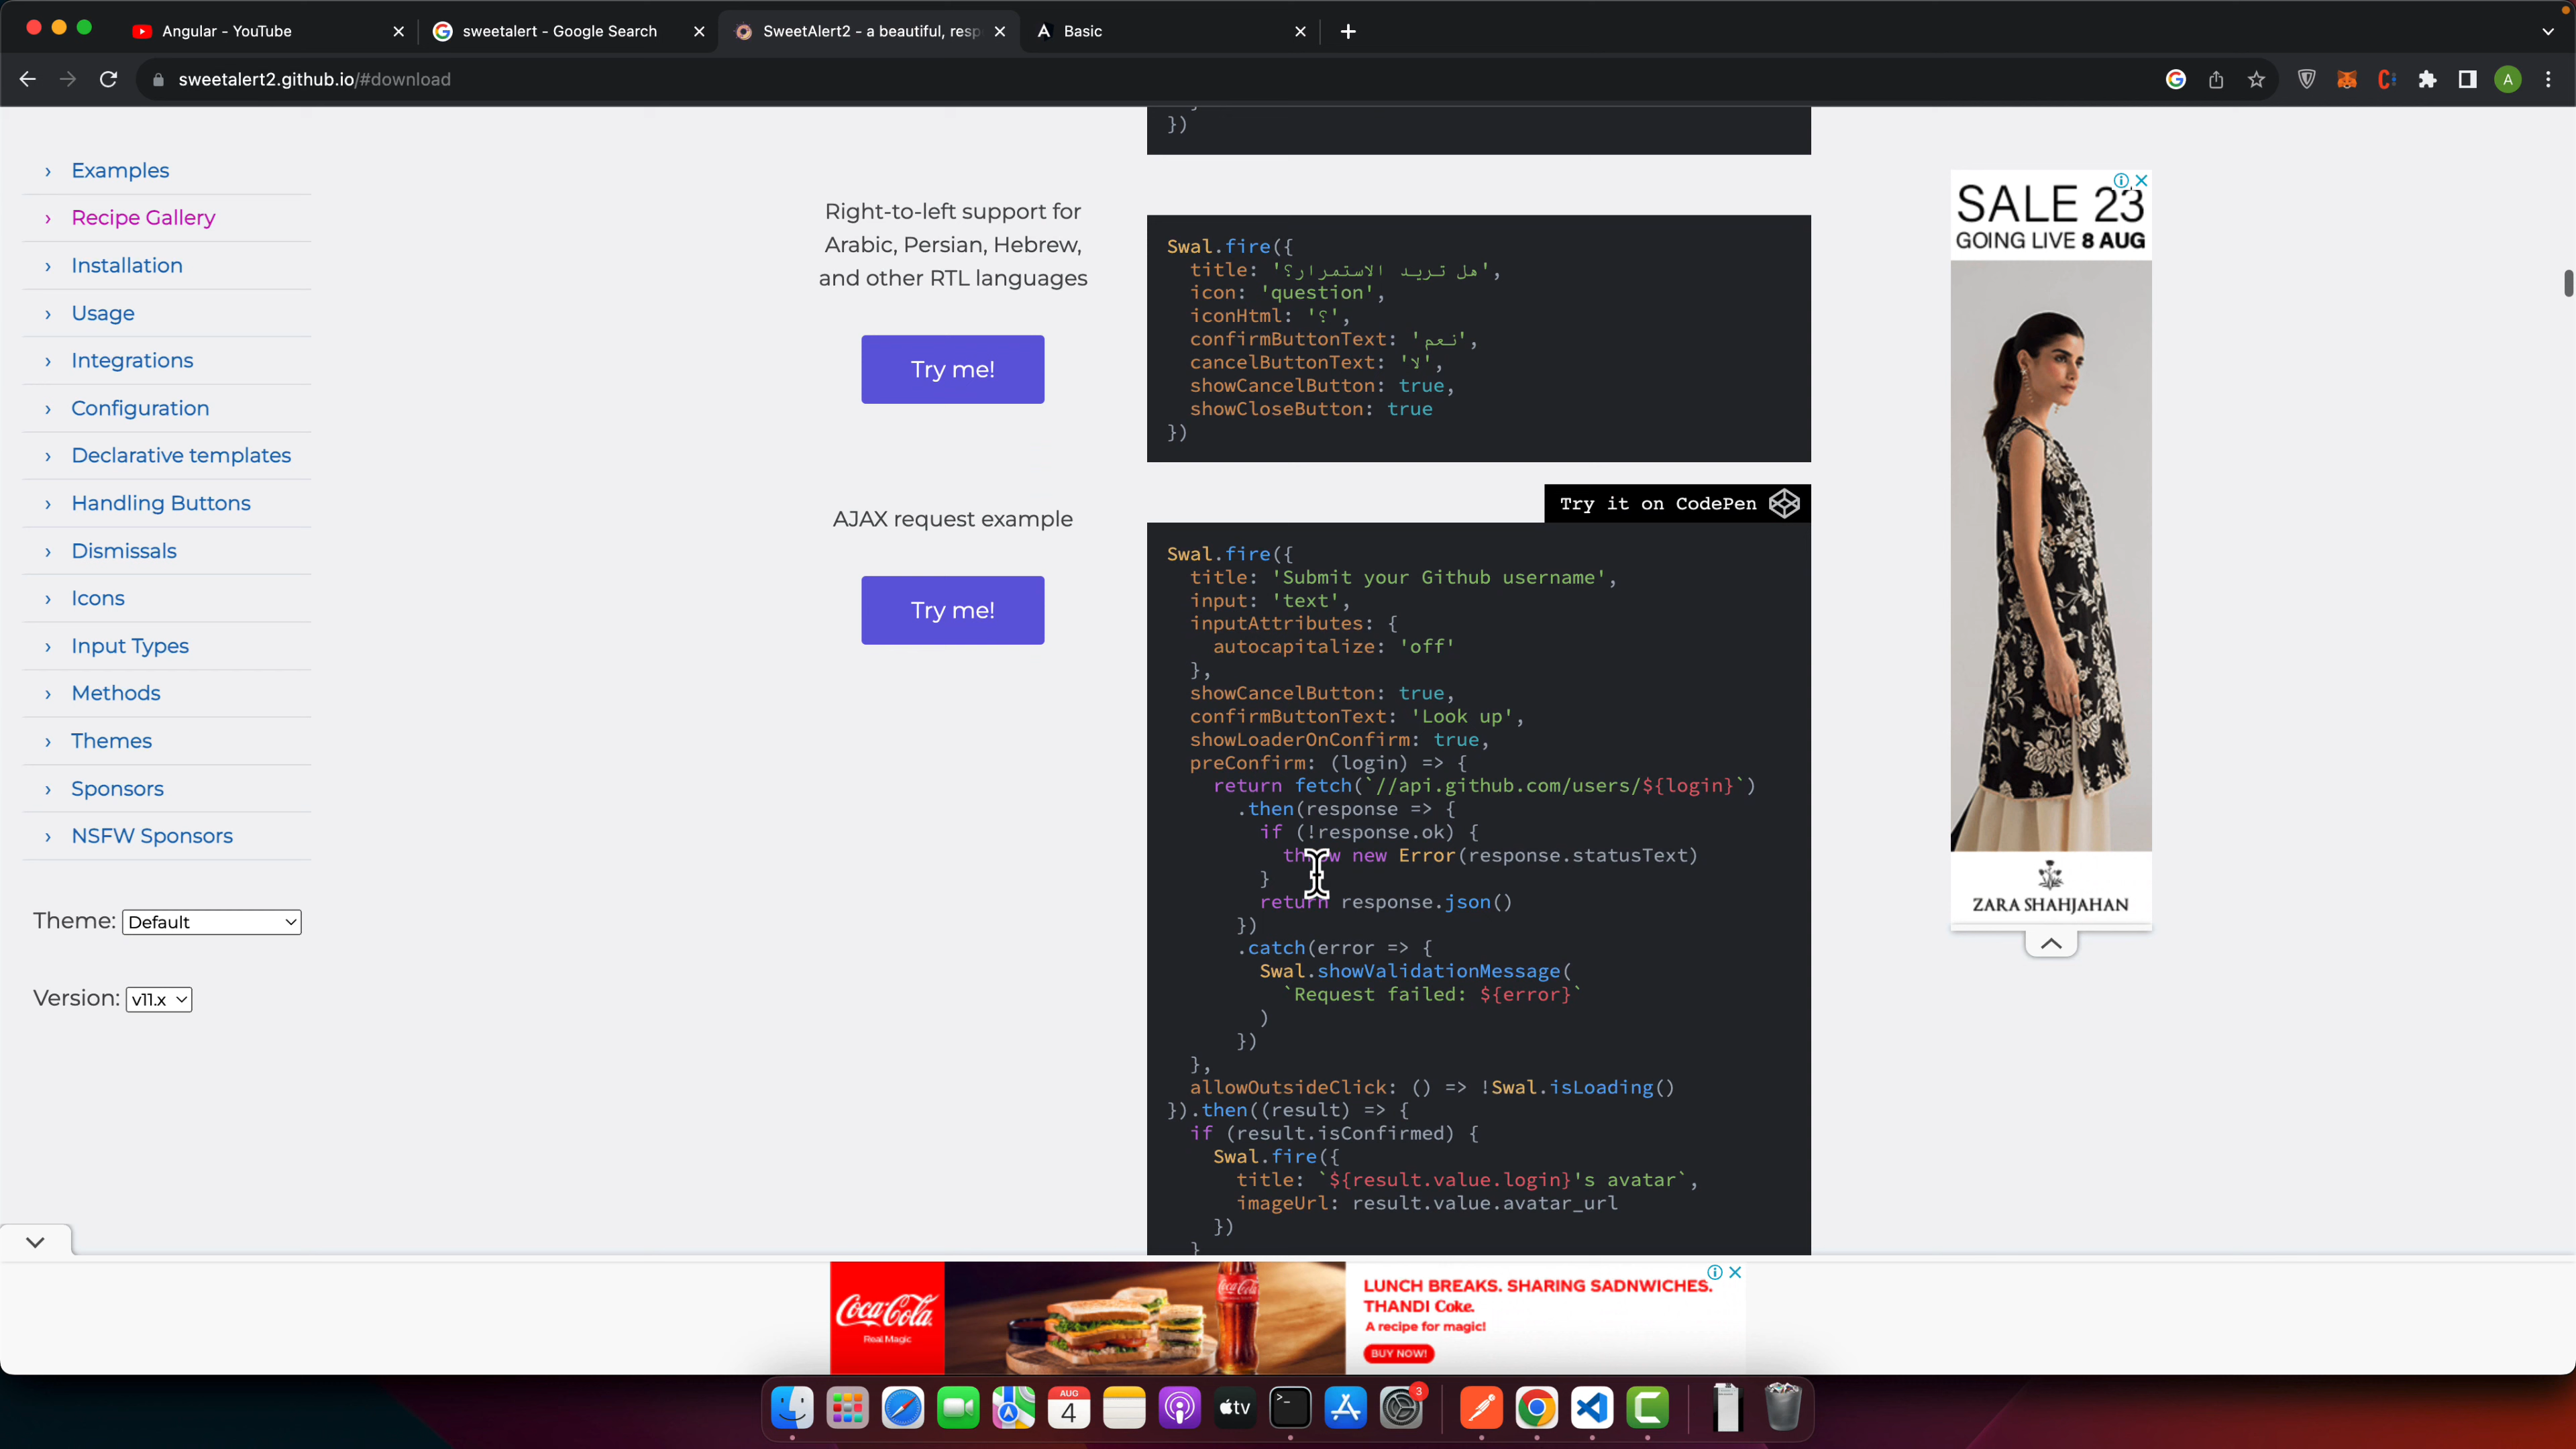 Angular - YouTube
sweetalert - Google Search
SweetAlert2 - a beautiful, resp
Basic
sweetalert2.github.io/#download
A
Examples
Recipe Gallery
Installation
Usage
Integrations
Configuration
Declarative templates
Handling Buttons
Dismissals
Icons
Input Types
Methods
Themes
Sponsors
NSFW Sponsors
Theme: Default
Version: v11.x
Right-to-left support for
Arabic, Persian, Hebrew,
and other RTL languages
Try me!
AJAX request example
Try me!
})
Swal.fire({
title: 'هل تريد الاستمرار؟',
icon: 'question',
iconHtml: '؟',
confirmButtonText: 'نعم',
cancelButtonText: 'لا',
showCancelButton: true,
showCloseButton: true
})
Try it on CodePen
Swal.fire({
title: 'Submit your Github username',
input: 'text',
inputAttributes: {
autocapitalize: 'off'
},
showCancelButton: true,
confirmButtonText: 'Look up',
showLoaderOnConfirm: true,
preConfirm: (login) => {
return fetch(`//api.github.com/users/${login}`)
.then(response => {
if (!response.ok) {
throw new Error(response.statusText)
}
return response.json()
})
.catch(error => {
Swal.showValidationMessage(
`Request failed: ${error}`
)
})
},
allowOutsideClick: () => !Swal.isLoading()
}).then((result) => {
if (result.isConfirmed) {
Swal.fire({
title: `${result.value.login}'s avatar`,
imageUrl: result.value.avatar_url
})
}
SALE 23
GOING LIVE 8 AUG
ZARA SHAHJAHAN
Coca-Cola
Real Magic
LUNCH BREAKS. SHARING SADNWICHES.
THANDI Coke.
A recipe for magic!
BUY NOW!
AUG
4
tv
3